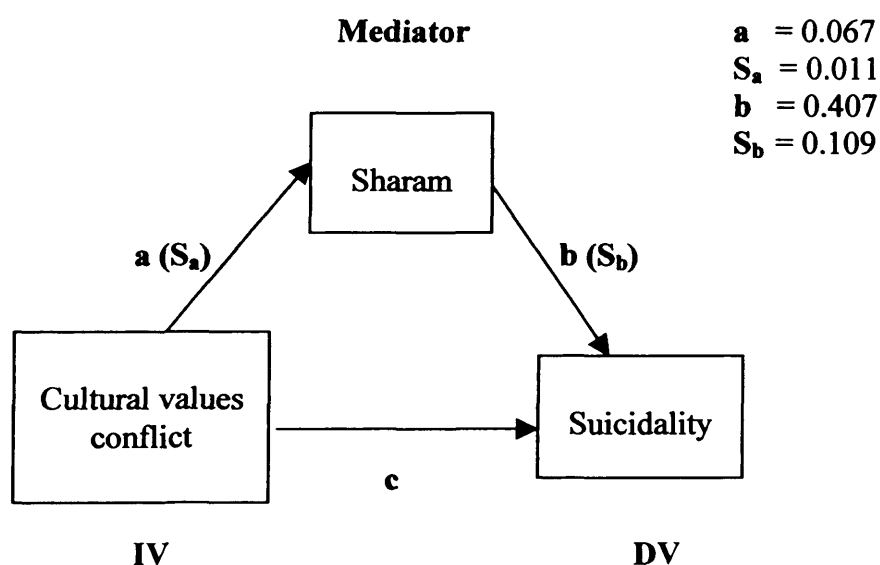 Mediator
a = 0.067
Sa = 0.011
b = 0.407
Sb = 0.109
Sharam
a (Sa)
b (Sb)
Cultural values
conflict
Suicidality
c
IV
DV